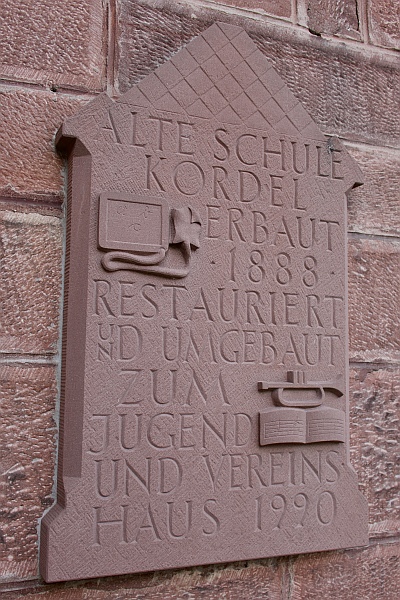 ALTE SCHULE
KORDEL
ERBAUT
· 1888 ·
RESTAURIERT
UND UMGEBAUT
ZUM
JUGEND
UND VEREINS-
HAUS 1990